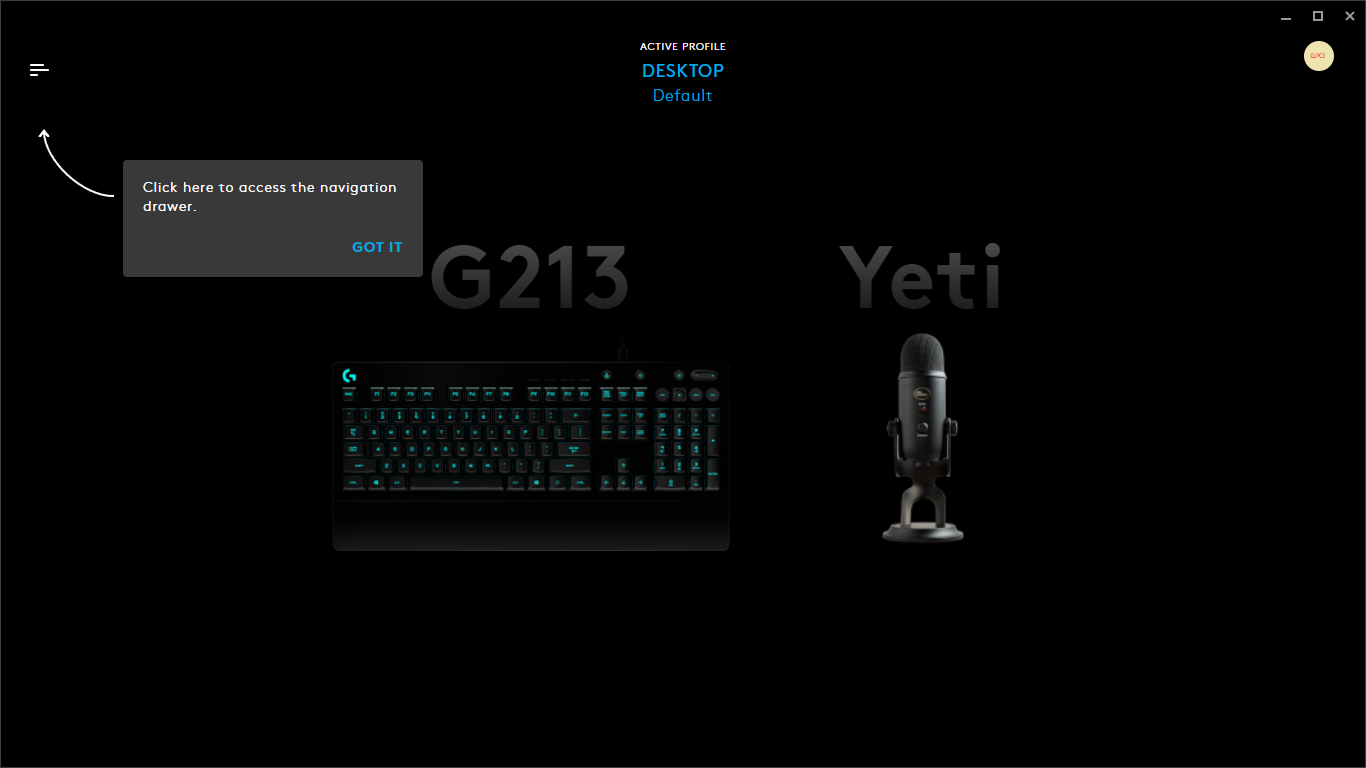 ACTIVE PROFILE
DESKTOP
Default
Click here to access the navigation
drawer.
GOT IT
G213
Yeti